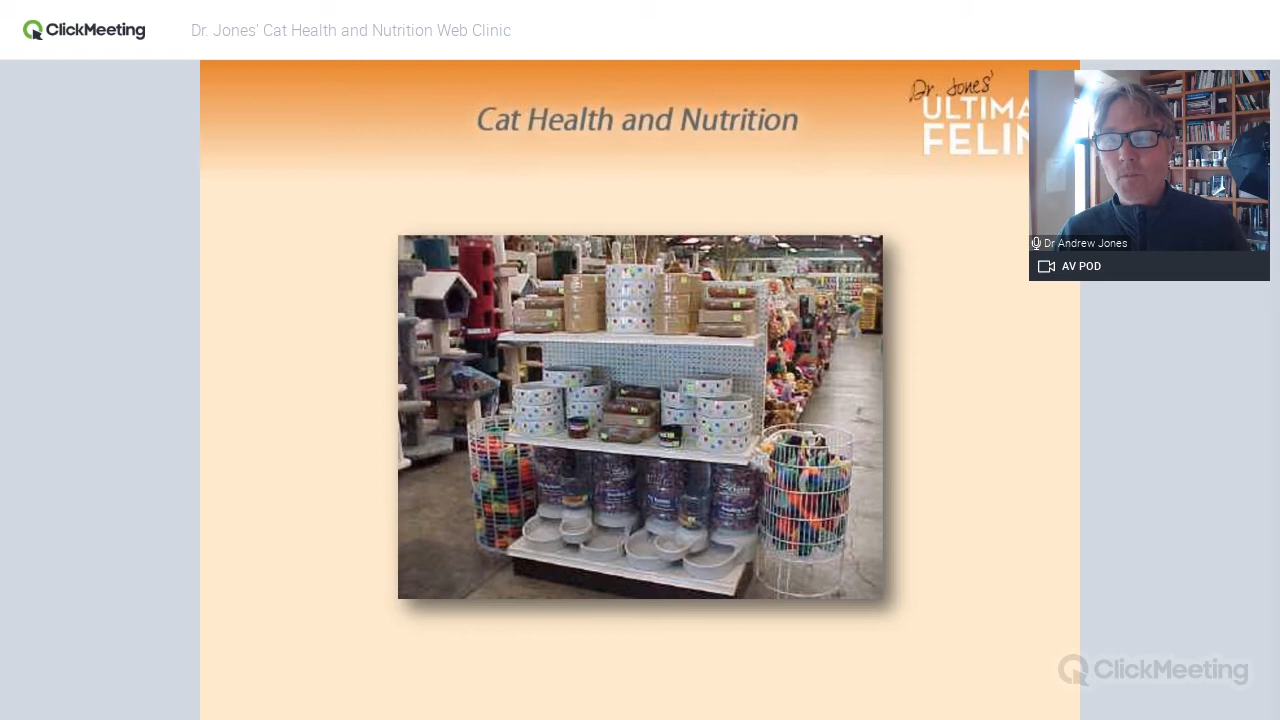 ClickMeeting
Dr. Jones' Cat Health and Nutrition Web Clinic
Dr. Jones'
ULTIMA
FELIN
Cat Health and Nutrition
Dr Andrew Jones
AV POD
ClickMeeting